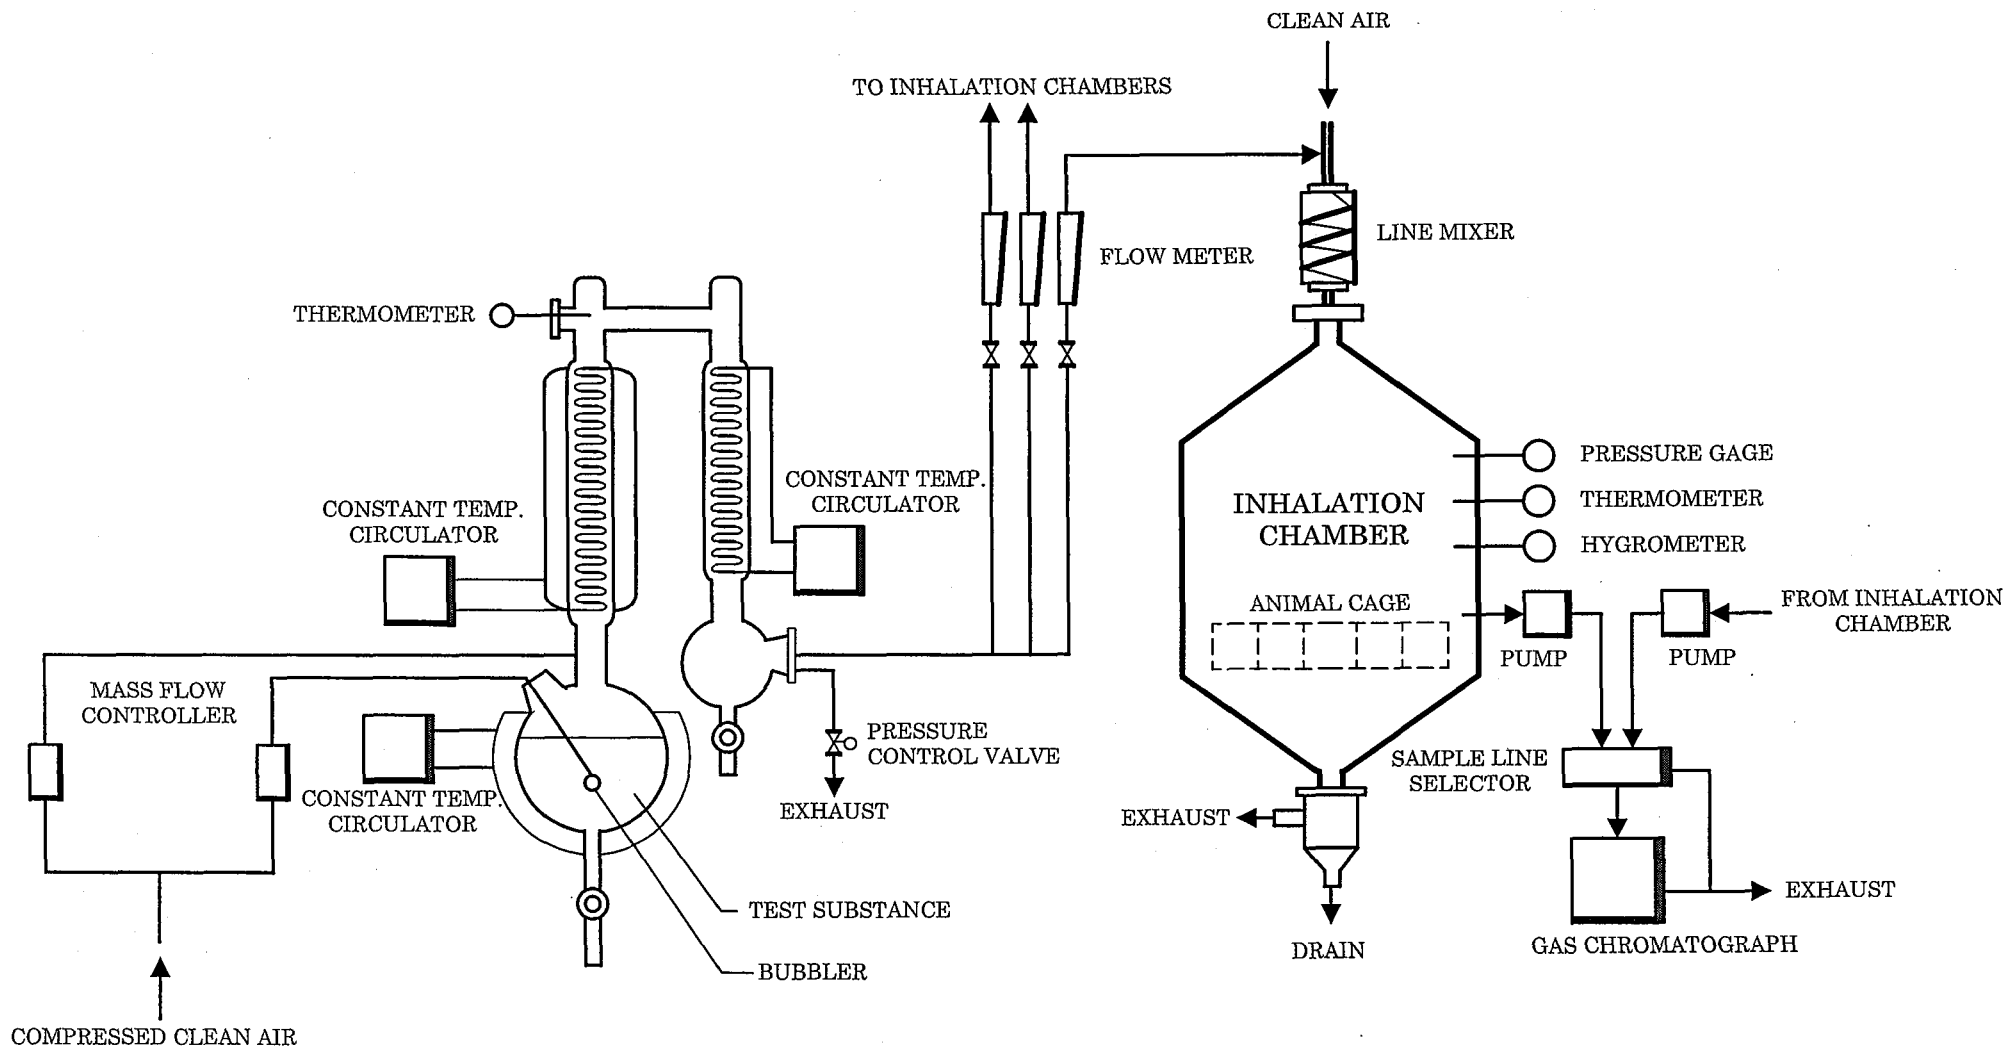 CLEAN AIR
TO INHALATION CHAMBERS
LINE MIXER
FLOW METER
THERMOMETER
PRESSURE GAGE
CONSTANT TEMP.
CIRCULATOR
THERMOMETER
INHALATION
CHAMBER
CONSTANT TEMP.
CIRCULATOR
HYGROMETER
ANIMAL CAGE
FROM INHALATION
CHAMBER
PUMP
PUMP
MASS FLOW
CONTROLLER
PRESSURE
CONTROL VALVE
SAMPLE LINE
SELECTOR
CONSTANT TEMP.
CIRCULATOR
EXHAUST
EXHAUST
EXHAUST
TEST SUBSTANCE
DRAIN
GAS CHROMATOGRAPH
BUBBLER
COMPRESSED CLEAN AIR